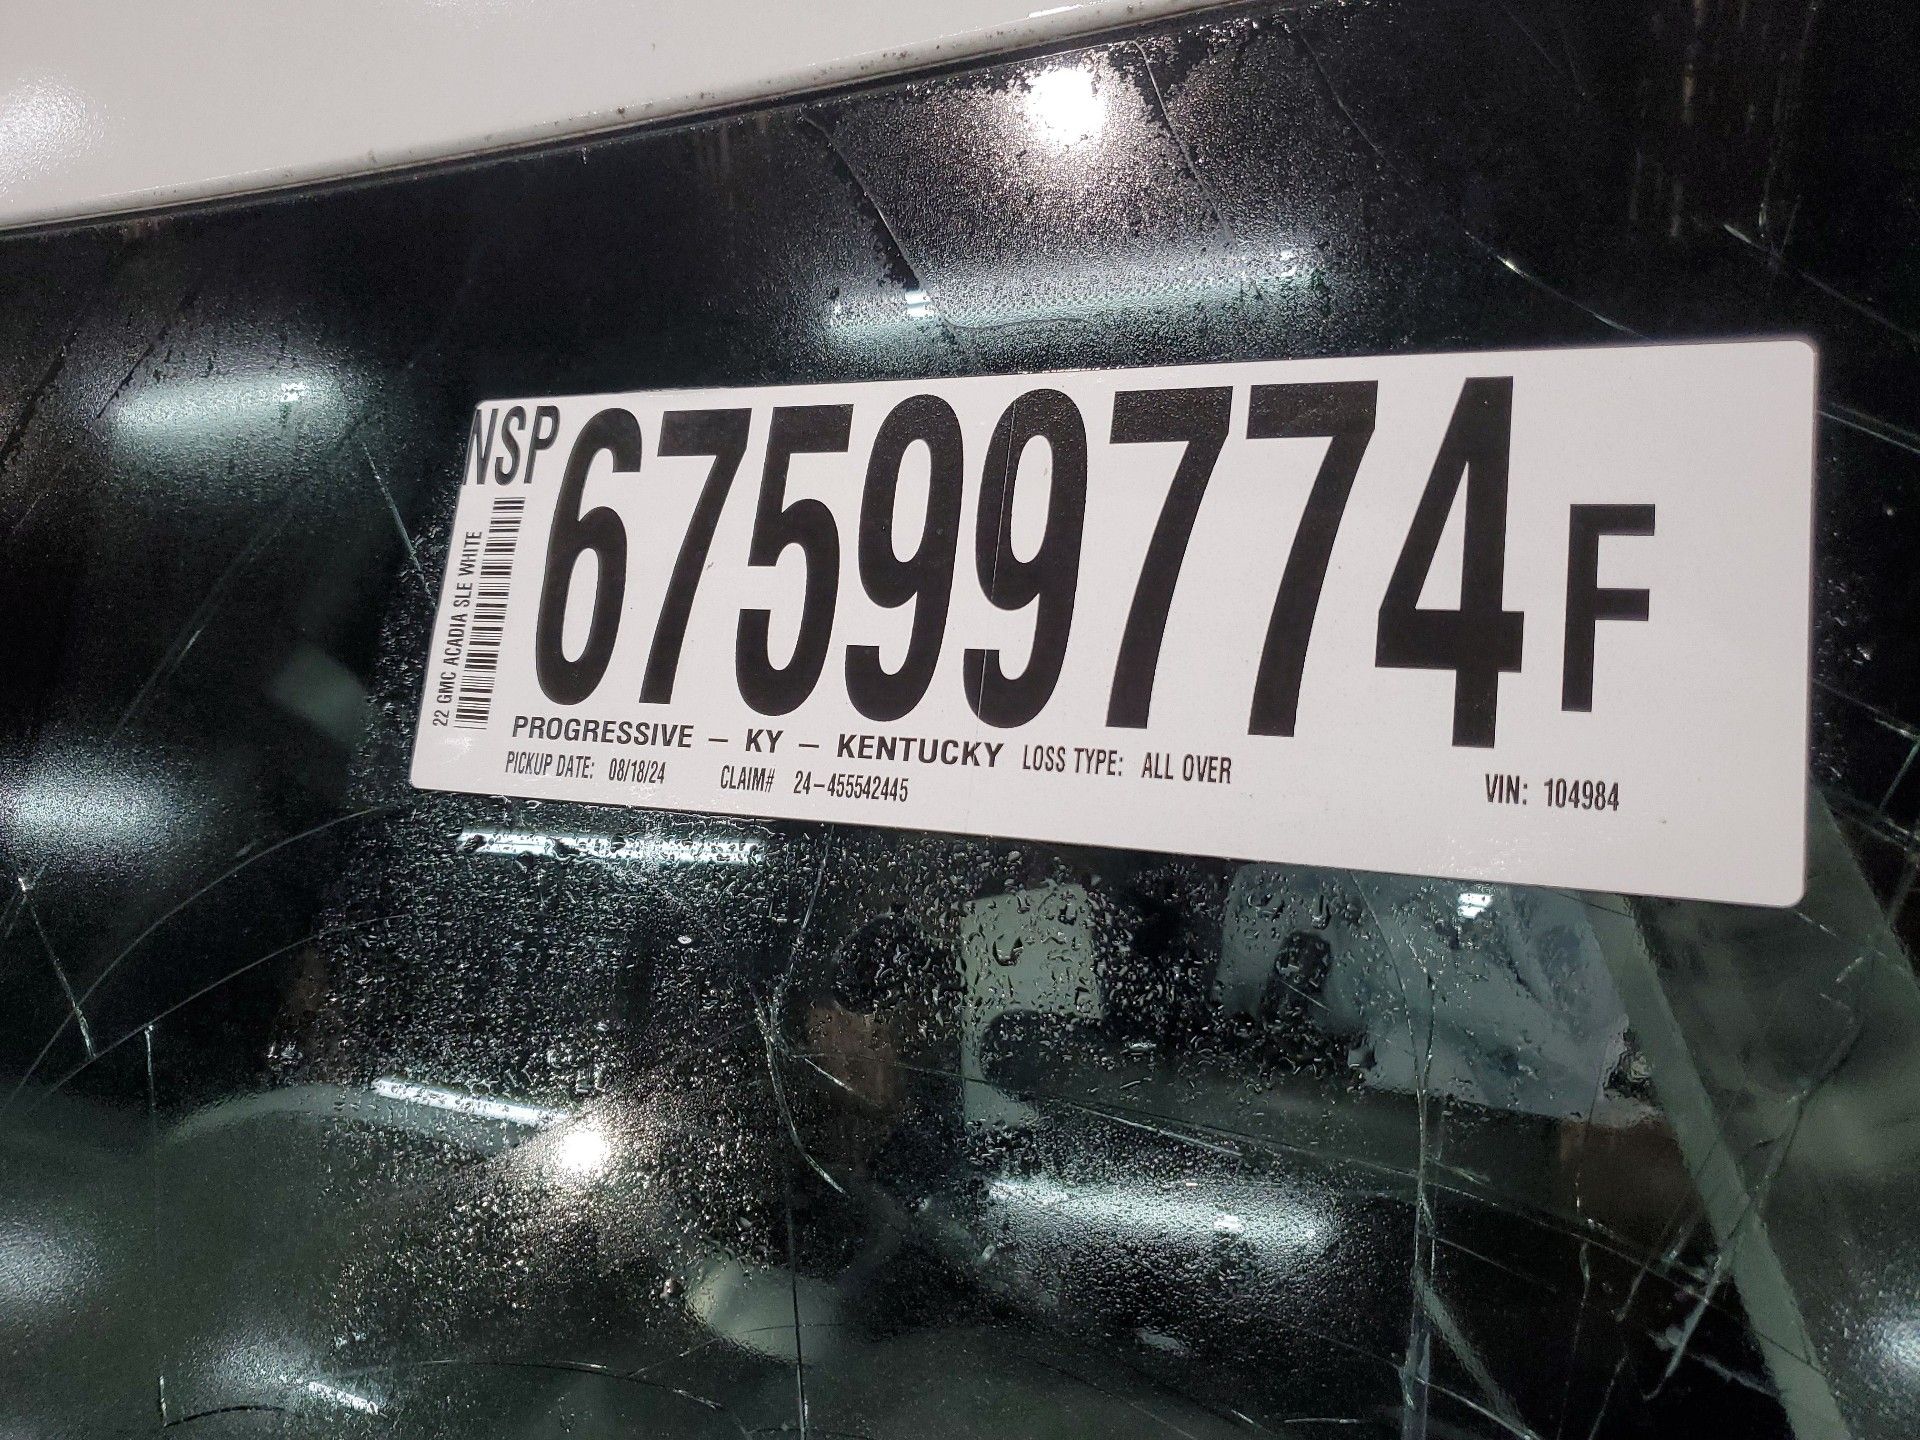 NSP 67599774 F
22 GMC ACADIA SLE WHITE
PROGRESSIVE – KY – KENTUCKY LOSS TYPE: ALL OVER
PICKUP DATE: 08/18/24 CLAIM# 24-455542445 VIN: 104984